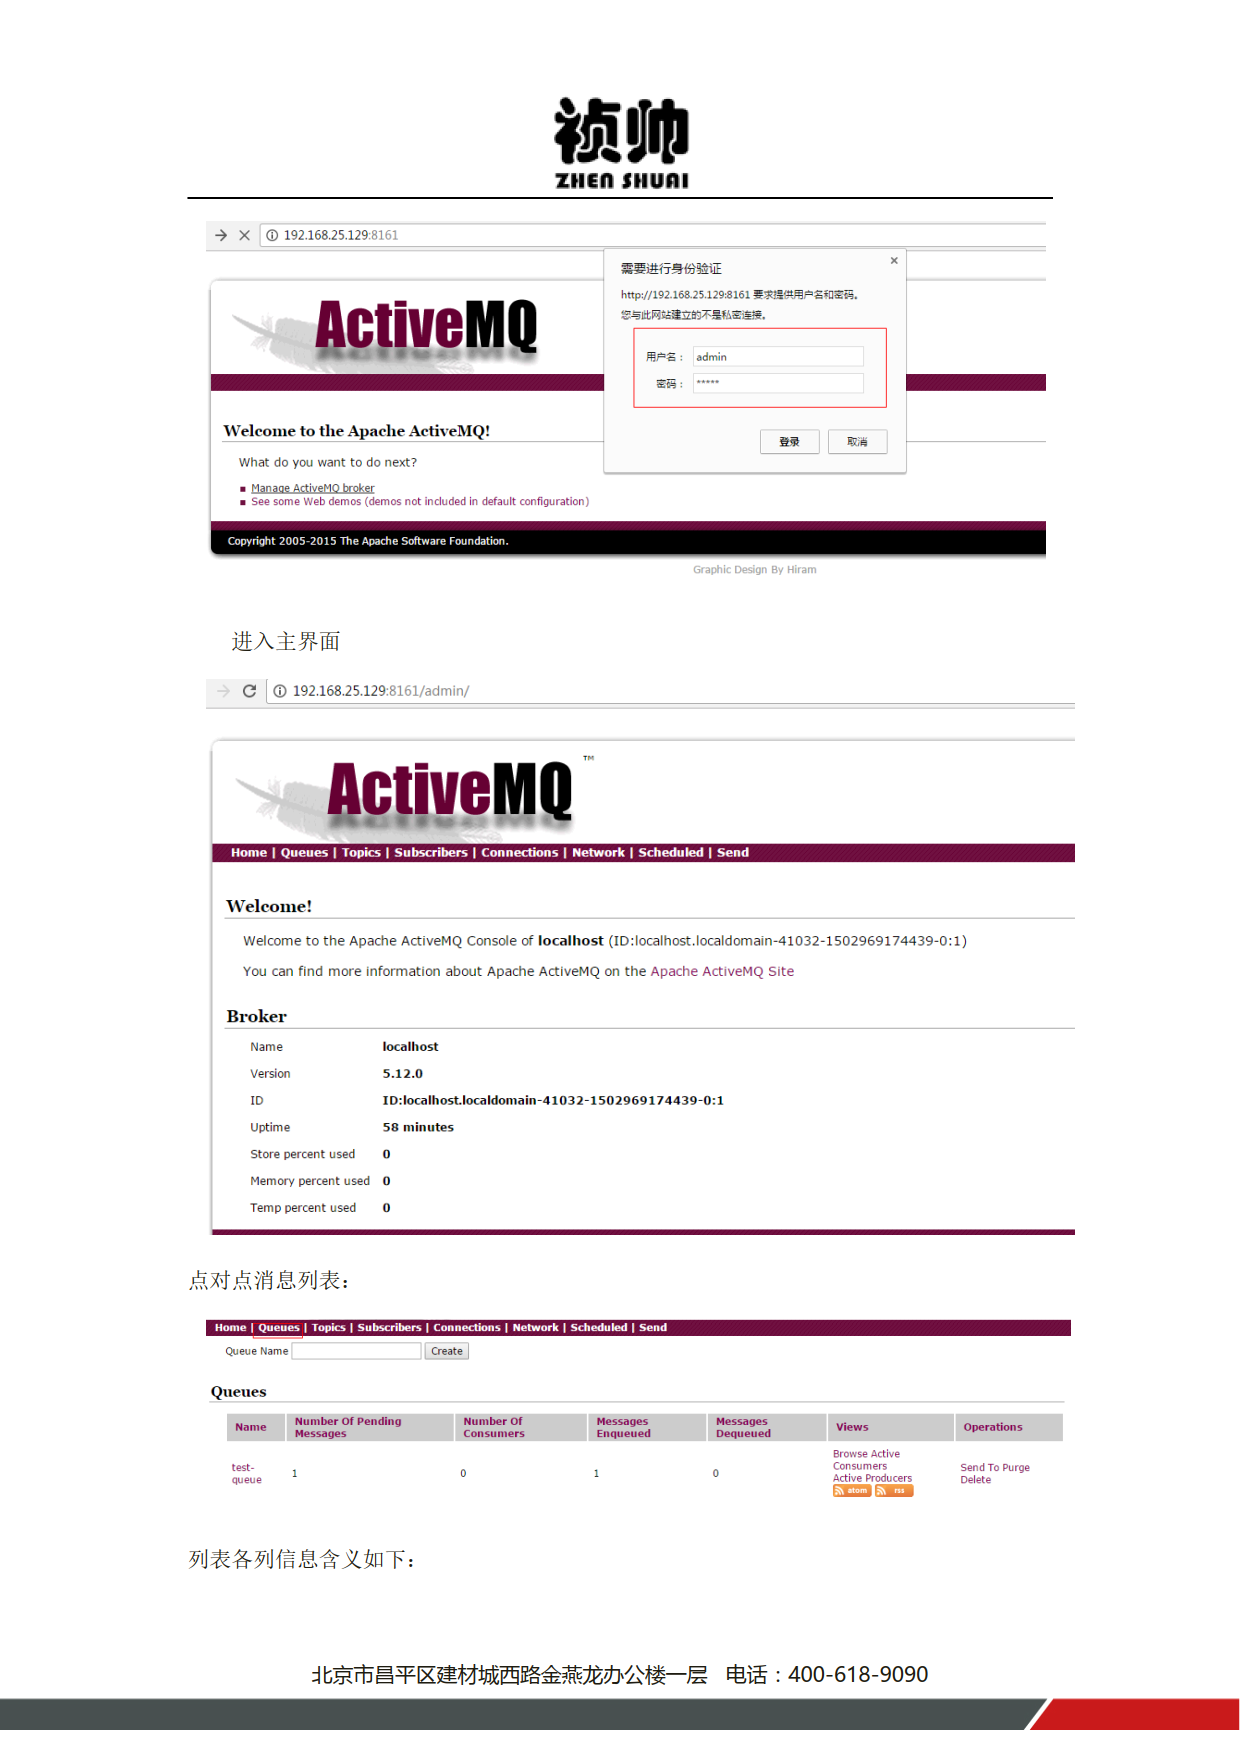 祯帅
ZHEN SHUAI
192.168.25.129:8161
需要进行身份验证
http://192.168.25.129:8161 要求提供用户名和密码。
您与此网站建立的不是私密连接。
用户名： admin
密码： *****
登录 取消
ActiveMQ
Welcome to the Apache ActiveMQ!
What do you want to do next?
Manage ActiveMQ broker
See some Web demos (demos not included in default configuration)
Copyright 2005-2015 The Apache Software Foundation.
Graphic Design By Hiram
进入主界面
192.168.25.129:8161/admin/
ActiveMQ ™
Home | Queues | Topics | Subscribers | Connections | Network | Scheduled | Send
Welcome!
Welcome to the Apache ActiveMQ Console of localhost (ID:localhost.localdomain-41032-1502969174439-0:1)
You can find more information about Apache ActiveMQ on the Apache ActiveMQ Site
Broker
Name localhost
Version 5.12.0
ID ID:localhost.localdomain-41032-1502969174439-0:1
Uptime 58 minutes
Store percent used 0
Memory percent used 0
Temp percent used 0
点对点消息列表：
Home | Queues | Topics | Subscribers | Connections | Network | Scheduled | Send
Queue Name Create
Queues
Name Number Of Pending Messages Number Of Consumers Messages Enqueued Messages Dequeued Views Operations
test-queue 1 0 1 0 Browse Active Consumers Active Producers atom rss Send To Purge Delete
列表各列信息含义如下：
北京市昌平区建材城西路金燕龙办公楼一层 电话：400-618-9090